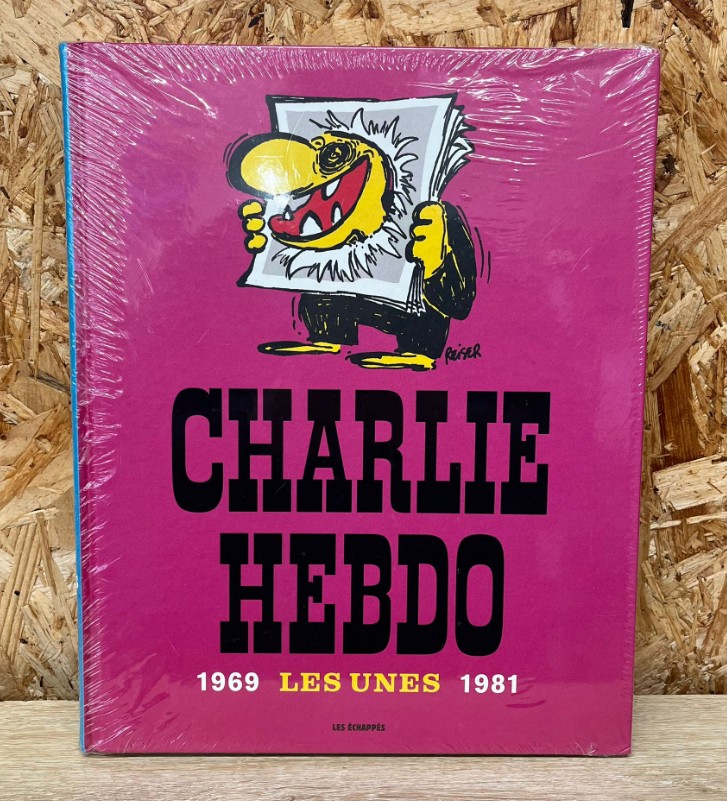 REISER
CHARLIE
HEBDO
1969 LES UNES 1981
LES ÉCHAPPÉS